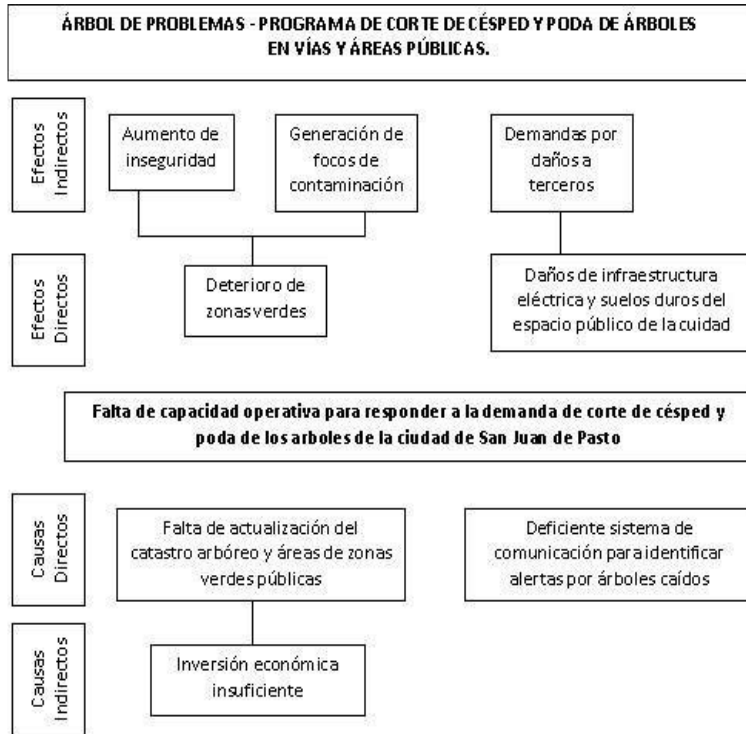 ÁRBOL DE PROBLEMAS - PROGRAMA DE CORTE DE CÉSPED Y PODA DE ÁRBOLES
EN VÍAS Y ÁREAS PÚBLICAS.
Efectos
Indirectos
Aumento de
inseguridad
Generación de
focos de
contaminación
Demandas por
daños a
terceros
Efectos
Directos
Deterioro de
zonas verdes
Daños de infraestructura
eléctrica y suelos duros del
espacio público de la cuidad
Falta de capacidad operativa para responder a la demanda de corte de césped y
poda de los arboles de la ciudad de San Juan de Pasto
Causas
Directos
Falta de actualización del
catastro arbóreo y áreas de zonas
verdes públicas
Deficiente sistema de
comunicación para identificar
alertas por árboles caídos
Causas
Indirectos
Inversión económica
insuficiente